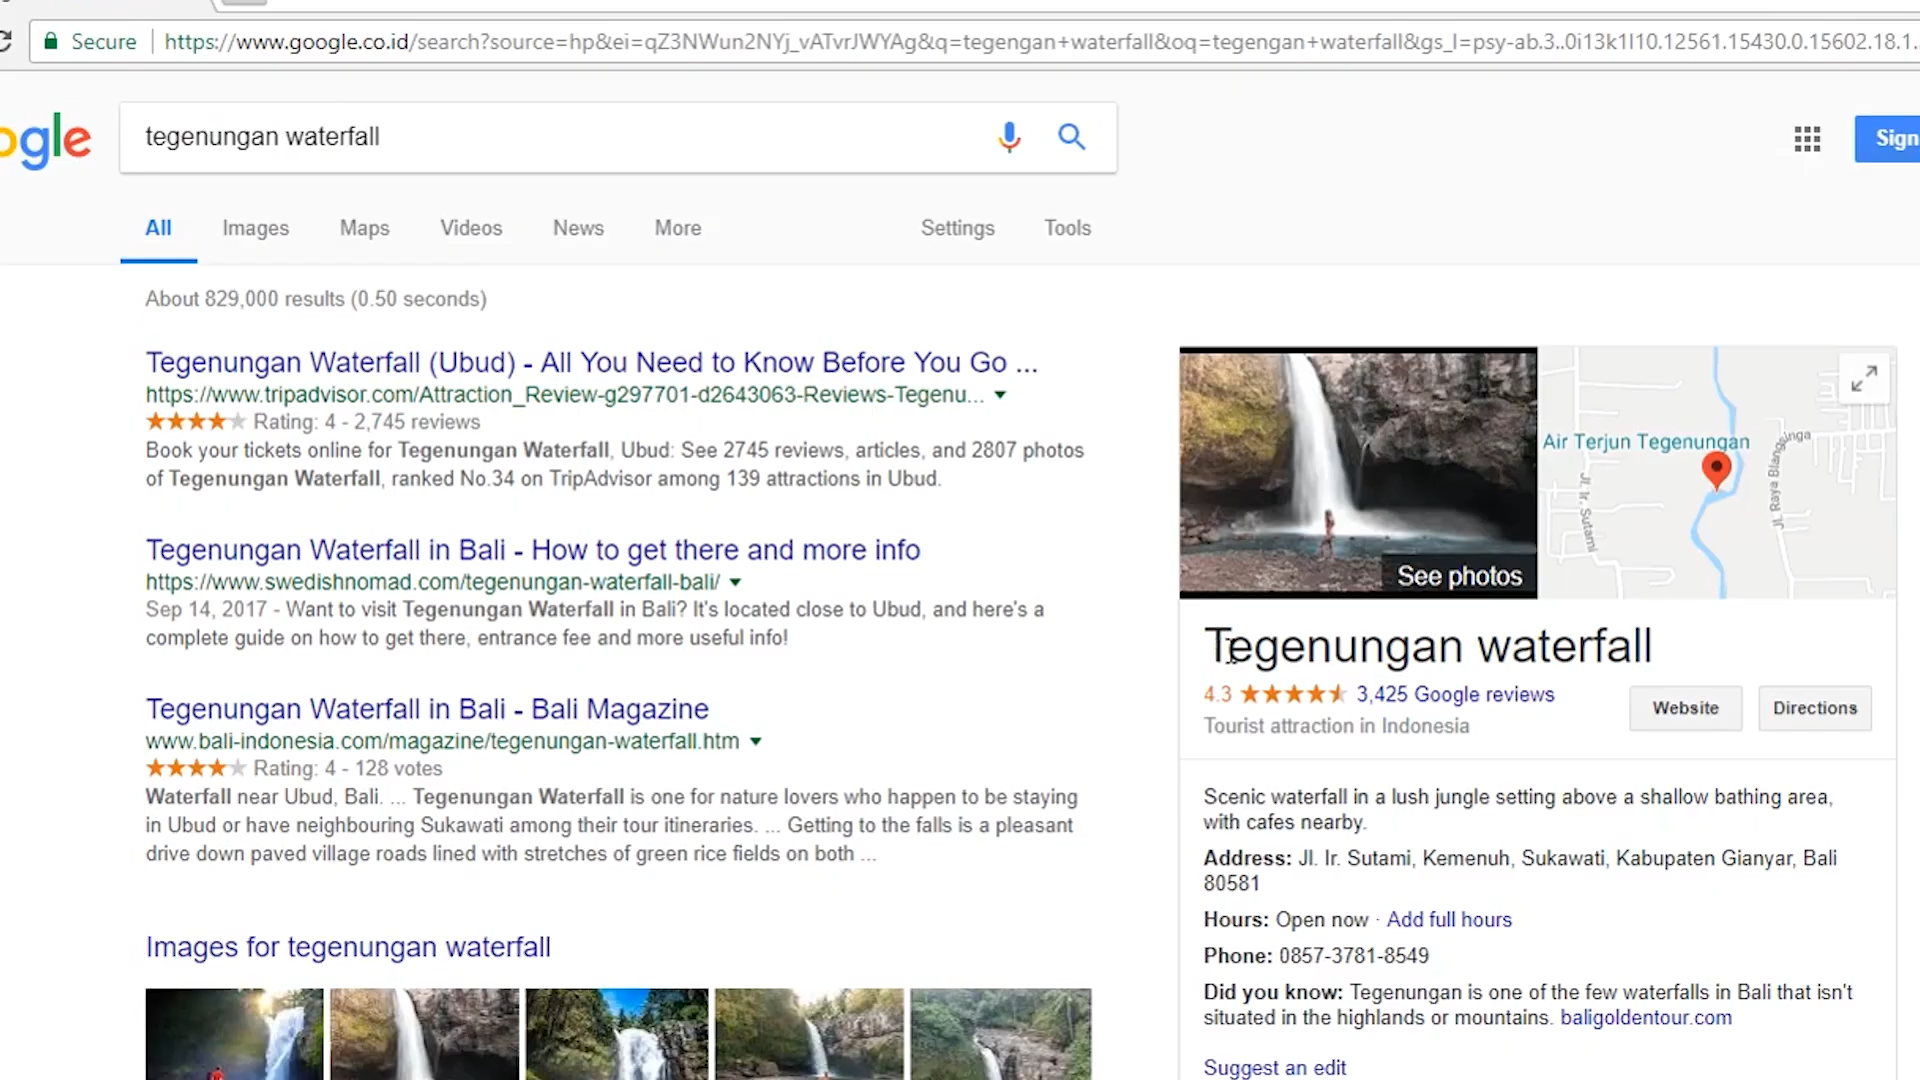 Secure https://www.google.co.id/search?source=hp&ei=qZ3NWun2NYj_vATvrJWYAg&q=tegengan+waterfall&oq=tegengan+waterfall&gs_l=psy-ab.3..0i13k1l10.12561.15430.0.15602.18.1.
ogle
tegenungan waterfall
Sign
All Images Maps Videos News More Settings Tools
About 829,000 results (0.50 seconds)
Tegenungan Waterfall (Ubud) - All You Need to Know Before You Go ...
https://www.tripadvisor.com/Attraction_Review-g297701-d2643063-Reviews-Tegenu...
Rating: 4 - 2,745 reviews
Book your tickets online for Tegenungan Waterfall, Ubud: See 2745 reviews, articles, and 2807 photos
of Tegenungan Waterfall, ranked No.34 on TripAdvisor among 139 attractions in Ubud.
Tegenungan Waterfall in Bali - How to get there and more info
https://www.swedishnomad.com/tegenungan-waterfall-bali/
Sep 14, 2017 - Want to visit Tegenungan Waterfall in Bali? It's located close to Ubud, and here's a
complete guide on how to get there, entrance fee and more useful info!
Tegenungan Waterfall in Bali - Bali Magazine
www.bali-indonesia.com/magazine/tegenungan-waterfall.htm
Rating: 4 - 128 votes
Waterfall near Ubud, Bali. ... Tegenungan Waterfall is one for nature lovers who happen to be staying
in Ubud or have neighbouring Sukawati among their tour itineraries. ... Getting to the falls is a pleasant
drive down paved village roads lined with stretches of green rice fields on both ...
Images for tegenungan waterfall
See photos
Air Terjun Tegenungan
Jl. Ir. Sutami
Jl. Raya Blangsinga
Tegenungan waterfall
4.3 3,425 Google reviews
Tourist attraction in Indonesia
Website
Directions
Scenic waterfall in a lush jungle setting above a shallow bathing area,
with cafes nearby.
Address: Jl. Ir. Sutami, Kemenuh, Sukawati, Kabupaten Gianyar, Bali
80581
Hours: Open now · Add full hours
Phone: 0857-3781-8549
Did you know: Tegenungan is one of the few waterfalls in Bali that isn't
situated in the highlands or mountains. baligoldentour.com
Suggest an edit